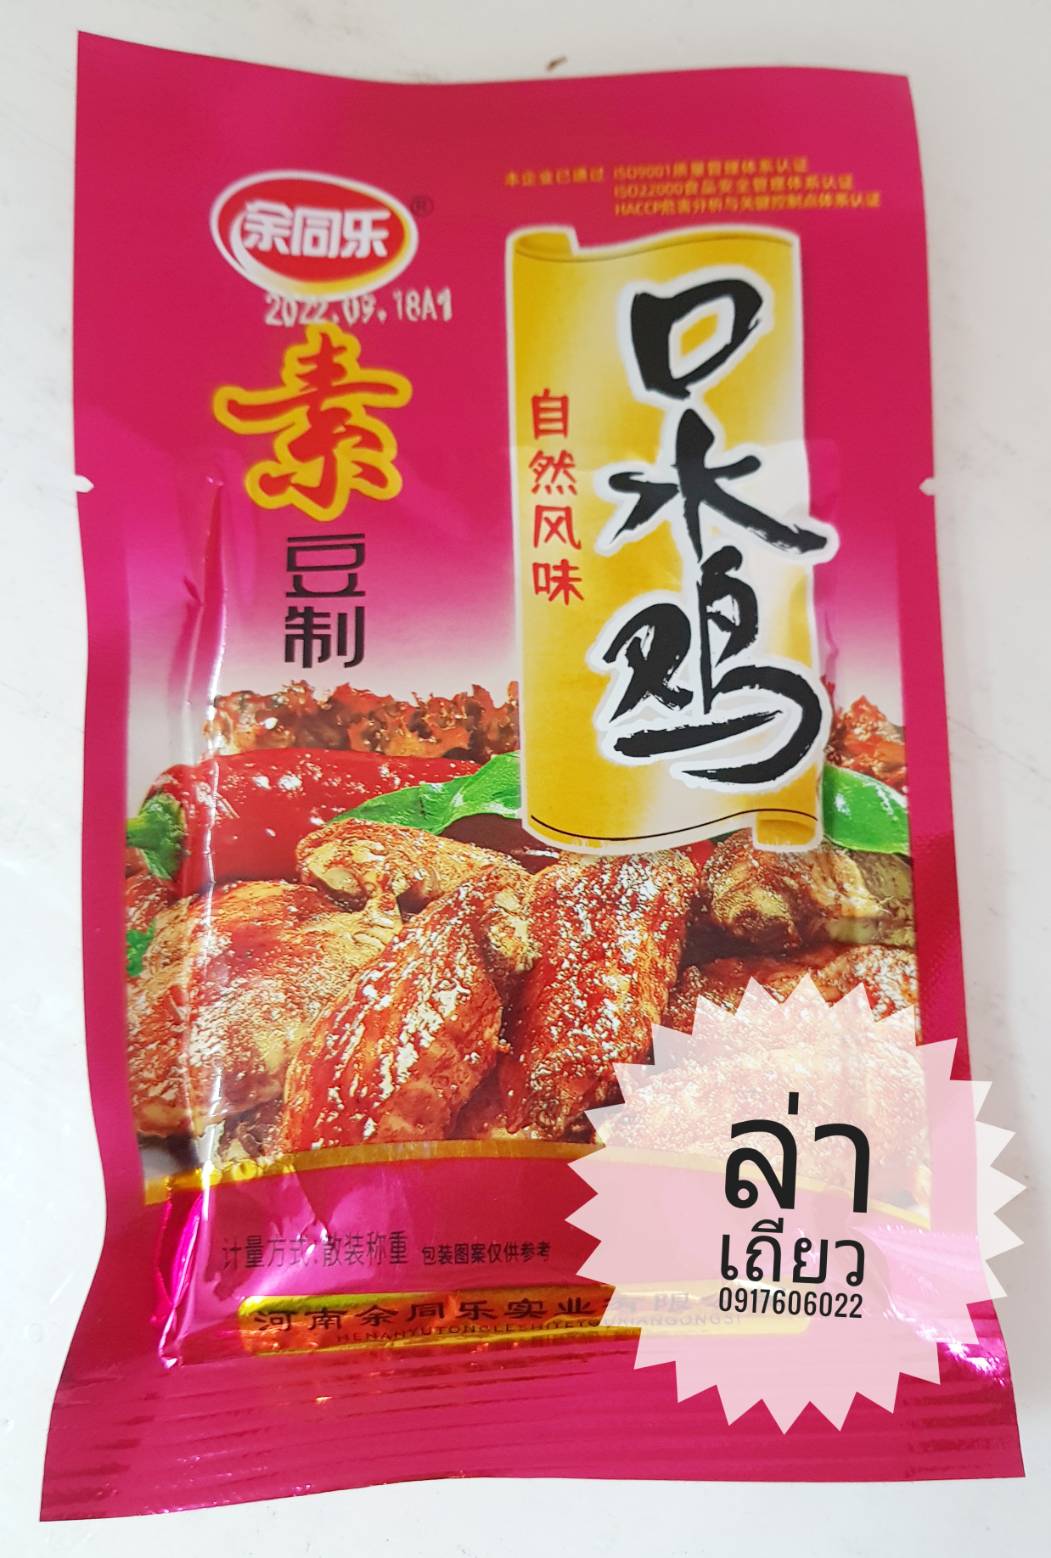 本企业已通过 ISO9001质量管理体系认证
ISO22000食品安全管理体系认证
HACCP危害分析与关键控制点体系认证
余同乐®
2022.09.18A1
素
豆制
口水鸡
自然风味
计量方式:散装称重 包装图案仅供参考
河南余同乐实业有限
ล่า
เถียว
0917606022